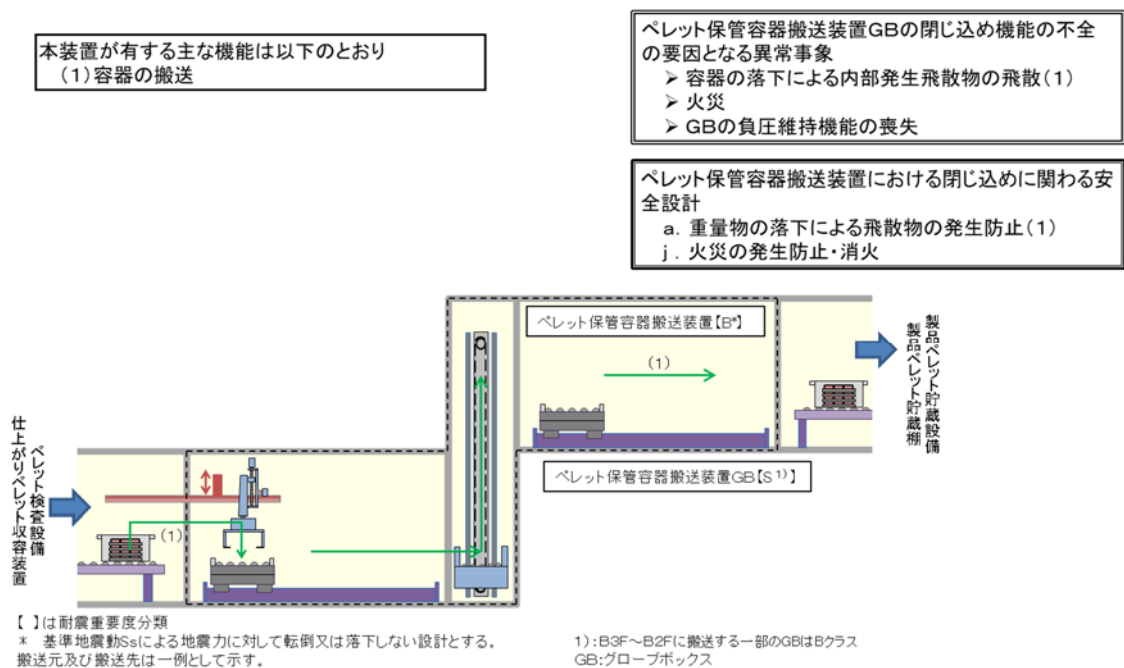 本装置が有する主な機能は以下のとおり
(1)容器の搬送
ペレット保管容器搬送装置GBの閉じ込め機能の不全
の要因となる異常事象
➢ 容器の落下による内部発生飛散物の飛散(1)
➢ 火災
➢ GBの負圧維持機能の喪失
ペレット保管容器搬送装置における閉じ込めに関わる安
全設計
a. 重量物の落下による飛散物の発生防止(1)
j. 火災の発生防止・消火
ペレット保管容器搬送装置【B*】
(1)
製品ペレット貯蔵設備
製品ペレット貯蔵棚
ペレット保管容器搬送装置GB【S¹⁾】
ペレット検査設備
仕上がりペレット収容装置
(1)
【 】は耐震重要度分類
* 基準地震動Ssによる地震力に対して転倒又は落下しない設計とする。
搬送元及び搬送先は一例として示す。
1):B3F~B2Fに搬送する一部のGBはBクラス
GB:グローブボックス